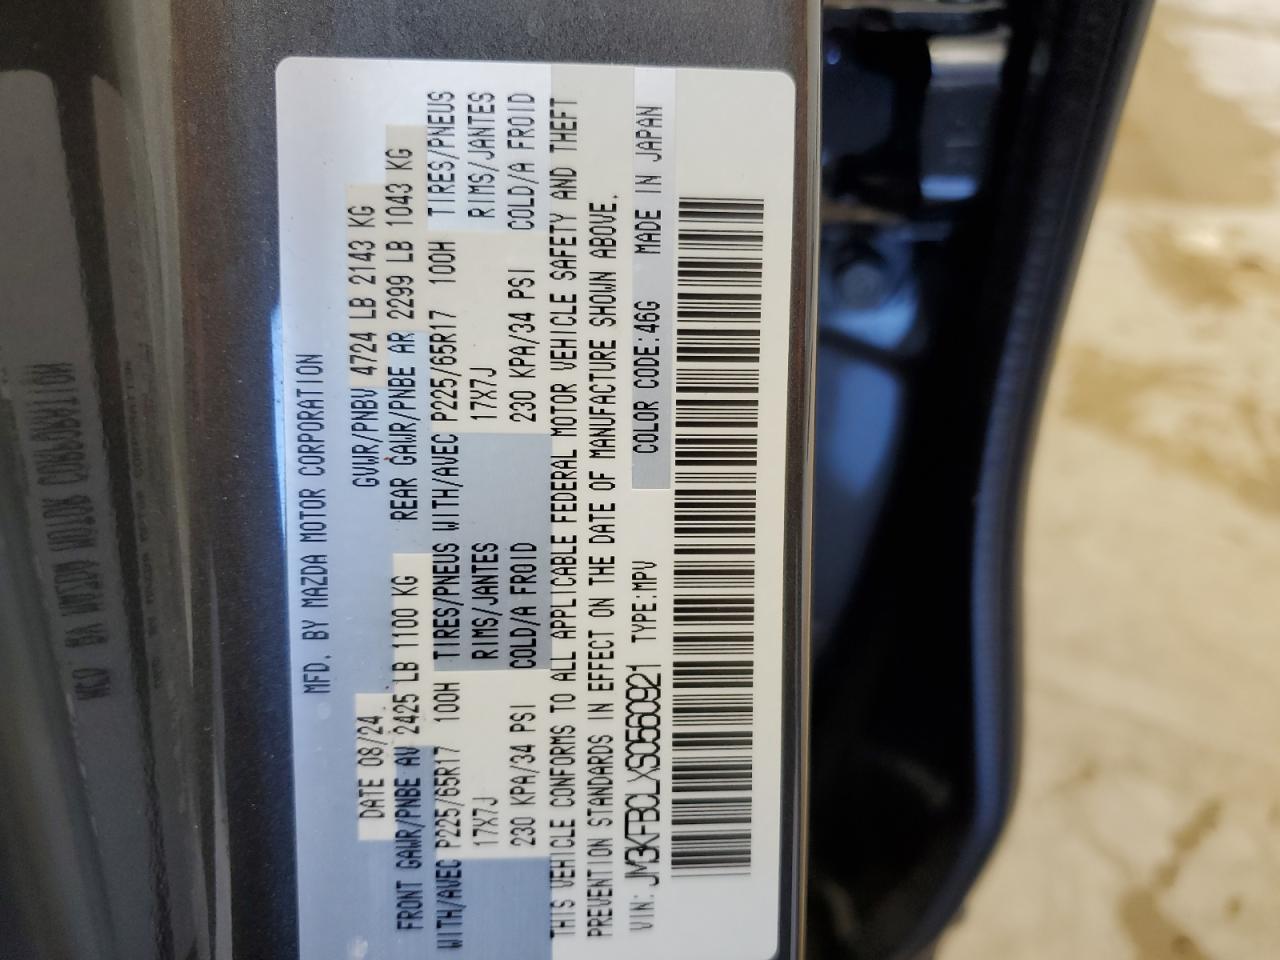 MFD. BY MAZDA MOTOR CORPORATION
DATE 08/24 GVWR/PNBV 4724 LB 2143 KG
FRONT GAWR/PNBE AV 2425 LB 1100 KG REAR GAWR/PNBE AR 2299 LB 1043 KG
WITH/AVEC P225/65R17 100H TIRES/PNEUS WITH/AVEC P225/65R17 100H TIRES/PNEUS
17X7J RIMS/JANTES 17X7J RIMS/JANTES
230 KPA/34 PSI COLD/A FROID 230 KPA/34 PSI COLD/A FROID
THIS VEHICLE CONFORMS TO ALL APPLICABLE FEDERAL MOTOR VEHICLE SAFETY AND THEFT
PREVENTION STANDARDS IN EFFECT ON THE DATE OF MANUFACTURE SHOWN ABOVE.
VIN: JM3KFBCLXS0560921 TYPE:MPV COLOR CODE:46G MADE IN JAPAN